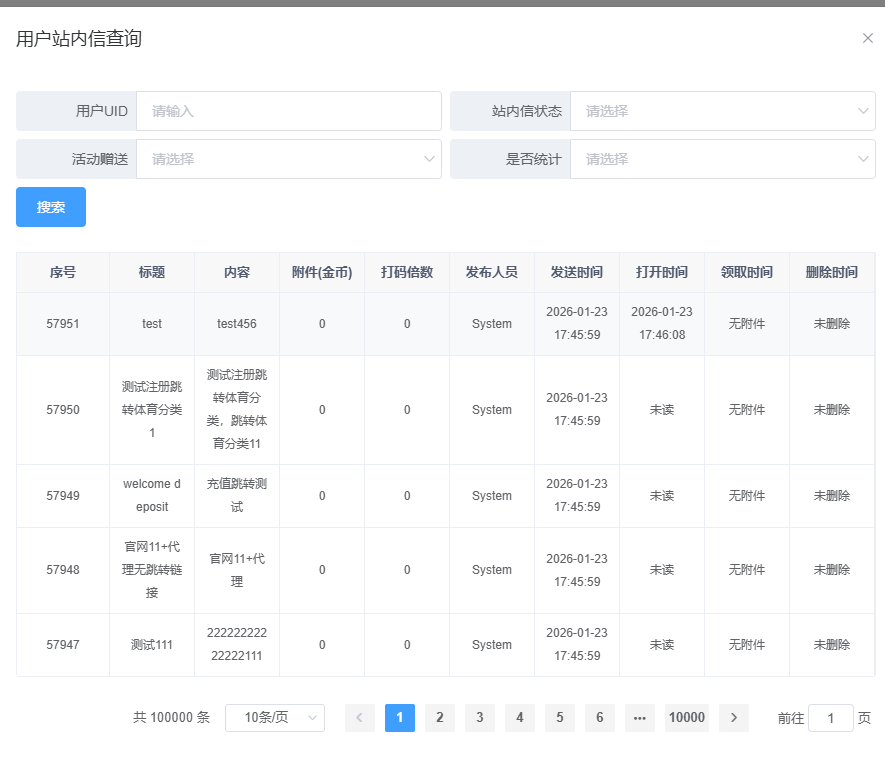 用户站内信查询
用户UID 请输入 站内信状态 请选择
活动赠送 请选择 是否统计 请选择
搜索
序号 标题 内容 附件(金币) 打码倍数 发布人员 发送时间 打开时间 领取时间 删除时间
57951 test test456 0 0 System 2026-01-23 17:45:59 2026-01-23 17:46:08 无附件 未删除
57950 测试注册跳转体育分类1 测试注册跳转体育分类，跳转体育分类11 0 0 System 2026-01-23 17:45:59 未读 无附件 未删除
57949 welcome deposit 充值跳转测试 0 0 System 2026-01-23 17:45:59 未读 无附件 未删除
57948 官网11+代理无跳转链接 官网11+代理 0 0 System 2026-01-23 17:45:59 未读 无附件 未删除
57947 测试111 22222222222222111 0 0 System 2026-01-23 17:45:59 未读 无附件 未删除
共 100000 条 10条/页 1 2 3 4 5 6 ••• 10000 前往 1 页